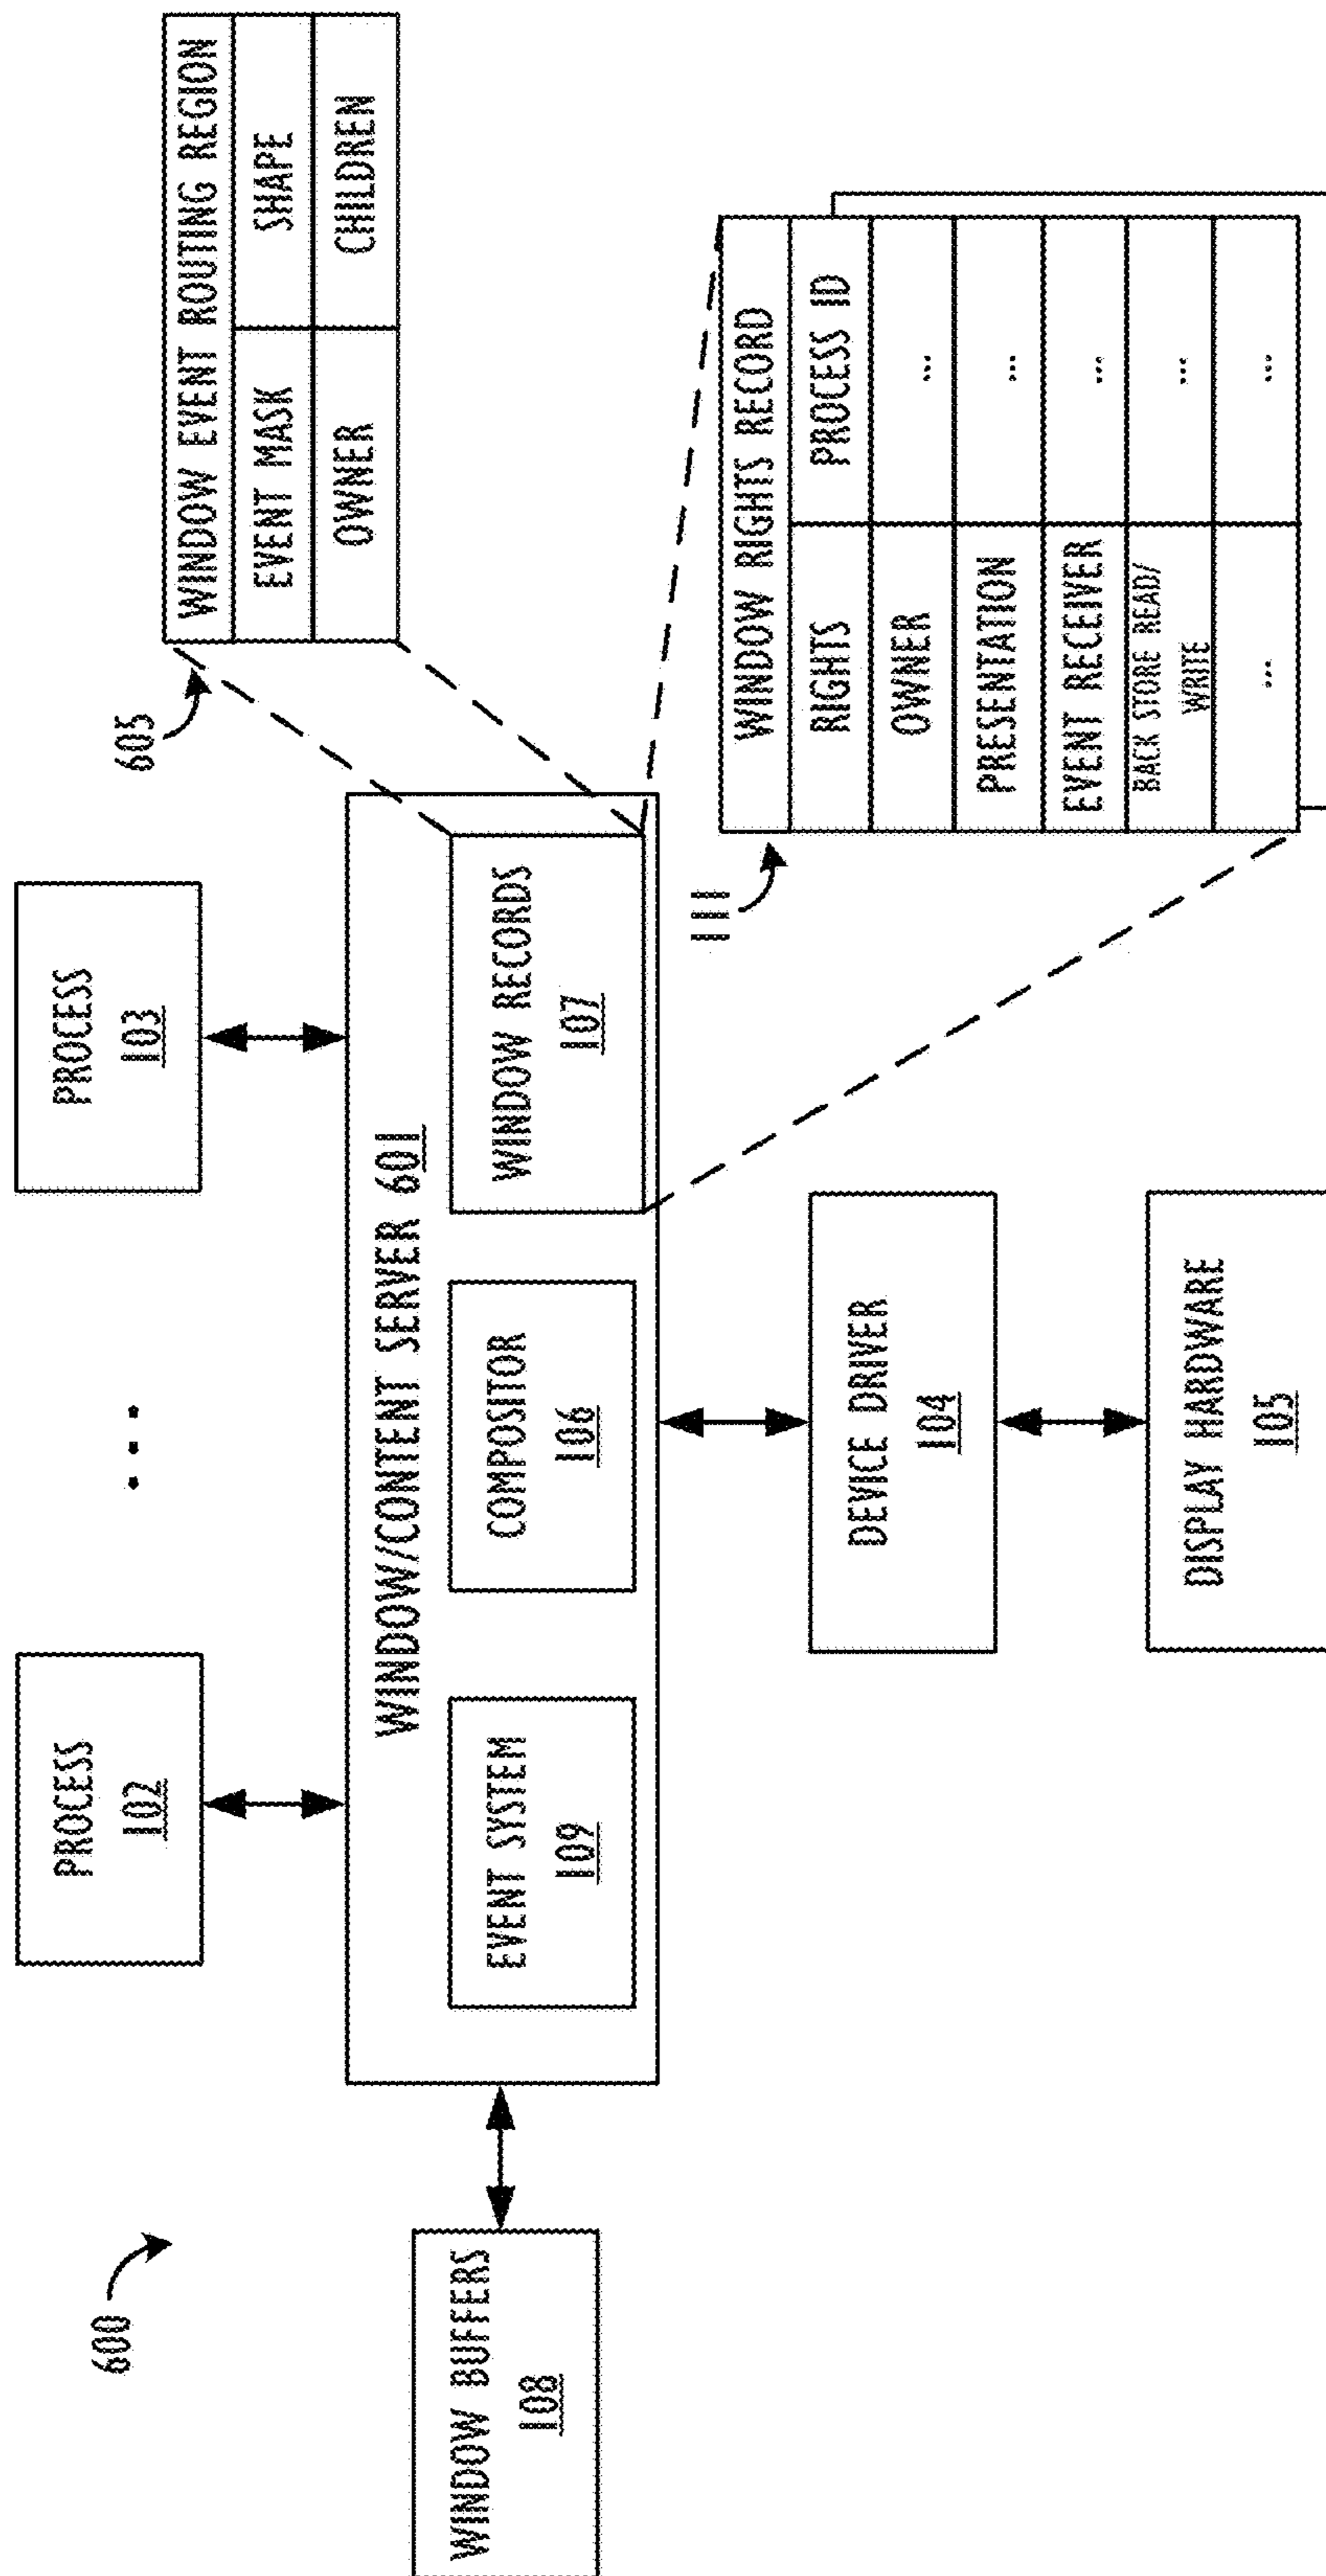 600
PROCESS
102
...
PROCESS
103
605
WINDOW EVENT ROUTING REGION
EVENT MASK
SHAPE
OWNER
CHILDREN
WINDOW BUFFERS
108
WINDOW/CONTENT SERVER 601
EVENT SYSTEM
109
COMPOSITOR
106
WINDOW RECORDS
107
111
WINDOW RIGHTS RECORD
RIGHTS
PROCESS ID
OWNER
...
PRESENTATION
...
EVENT RECEIVER
...
BACK STORE READ/
WRITE
...
...
...
DEVICE DRIVER
104
DISPLAY HARDWARE
105